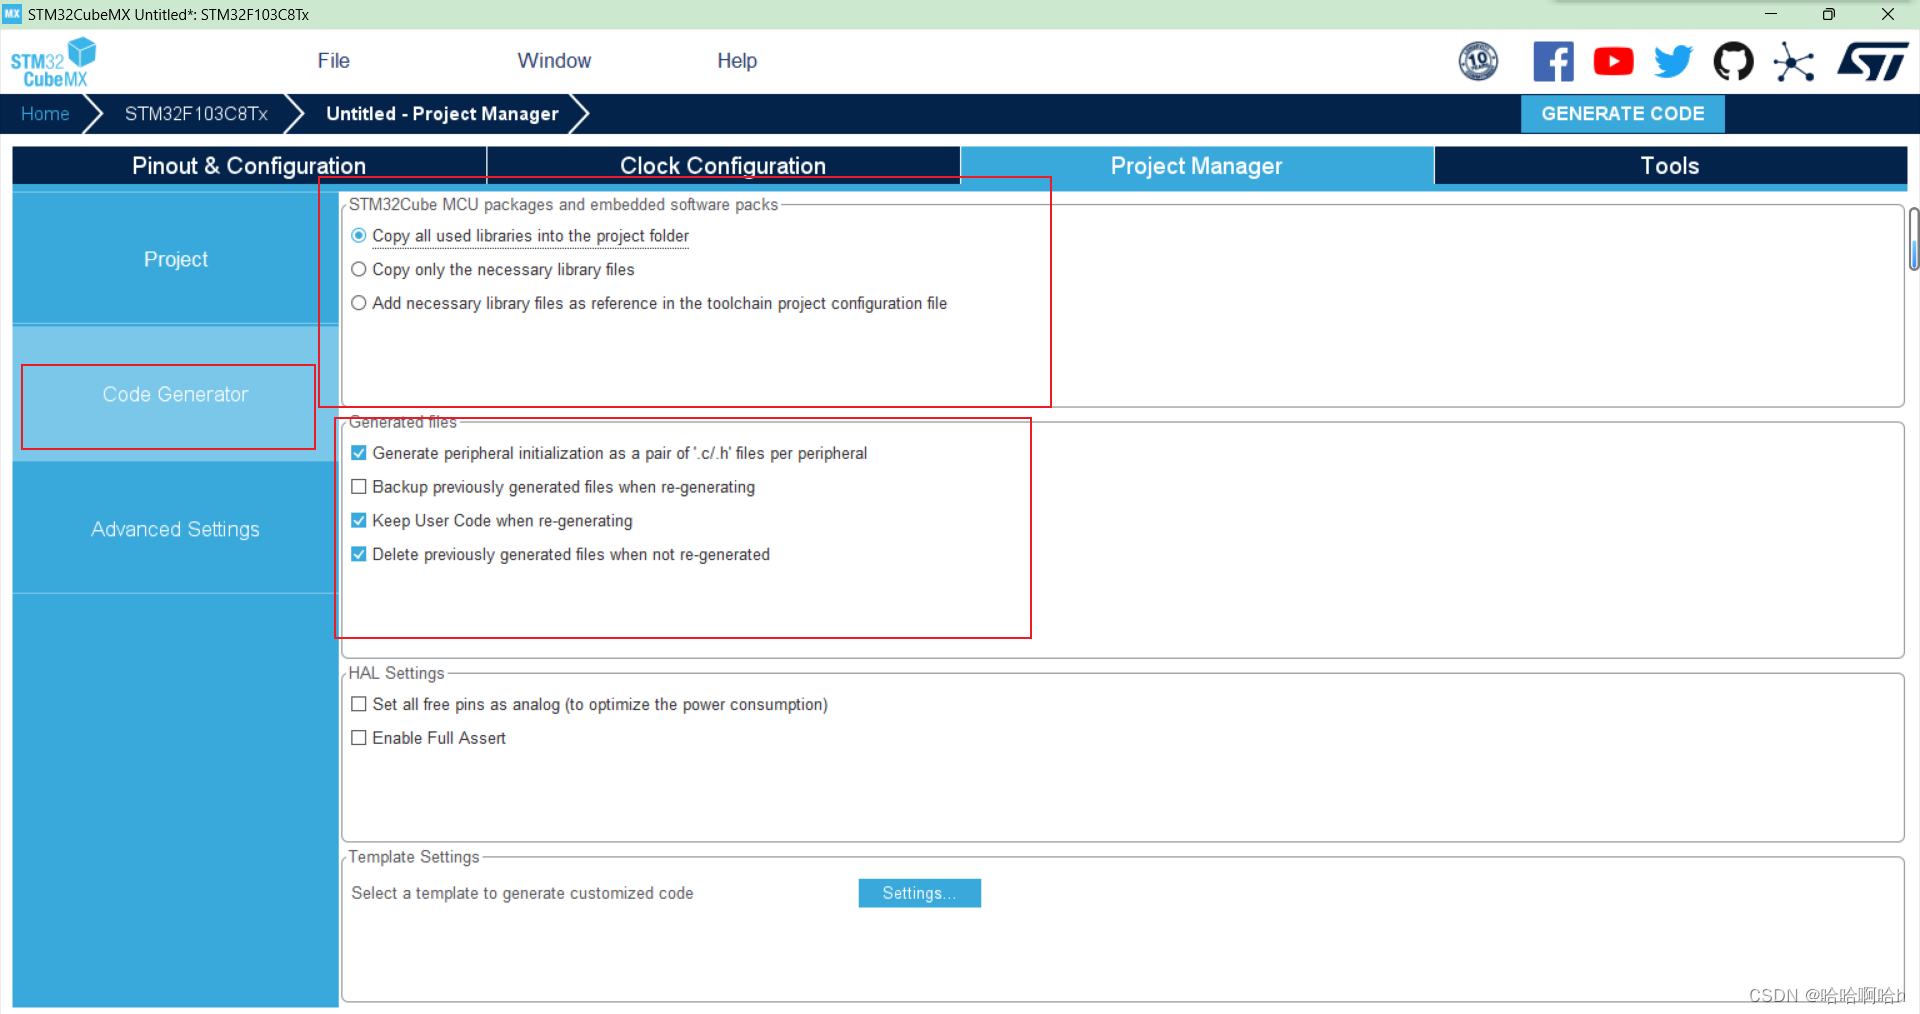 MX STM32CubeMX Untitled*: STM32F103C8Tx
STM32
CubeMX
File
Window
Help
10
ST
Home
STM32F103C8Tx
Untitled - Project Manager
GENERATE CODE
Pinout & Configuration
Clock Configuration
Project Manager
Tools
Project
Code Generator
Advanced Settings
STM32Cube MCU packages and embedded software packs
Copy all used libraries into the project folder
Copy only the necessary library files
Add necessary library files as reference in the toolchain project configuration file
Generated files
Generate peripheral initialization as a pair of '.c/.h' files per peripheral
Backup previously generated files when re-generating
Keep User Code when re-generating
Delete previously generated files when not re-generated
HAL Settings
Set all free pins as analog (to optimize the power consumption)
Enable Full Assert
Template Settings
Select a template to generate customized code
Settings...
CSDN @哈哈啊哈h